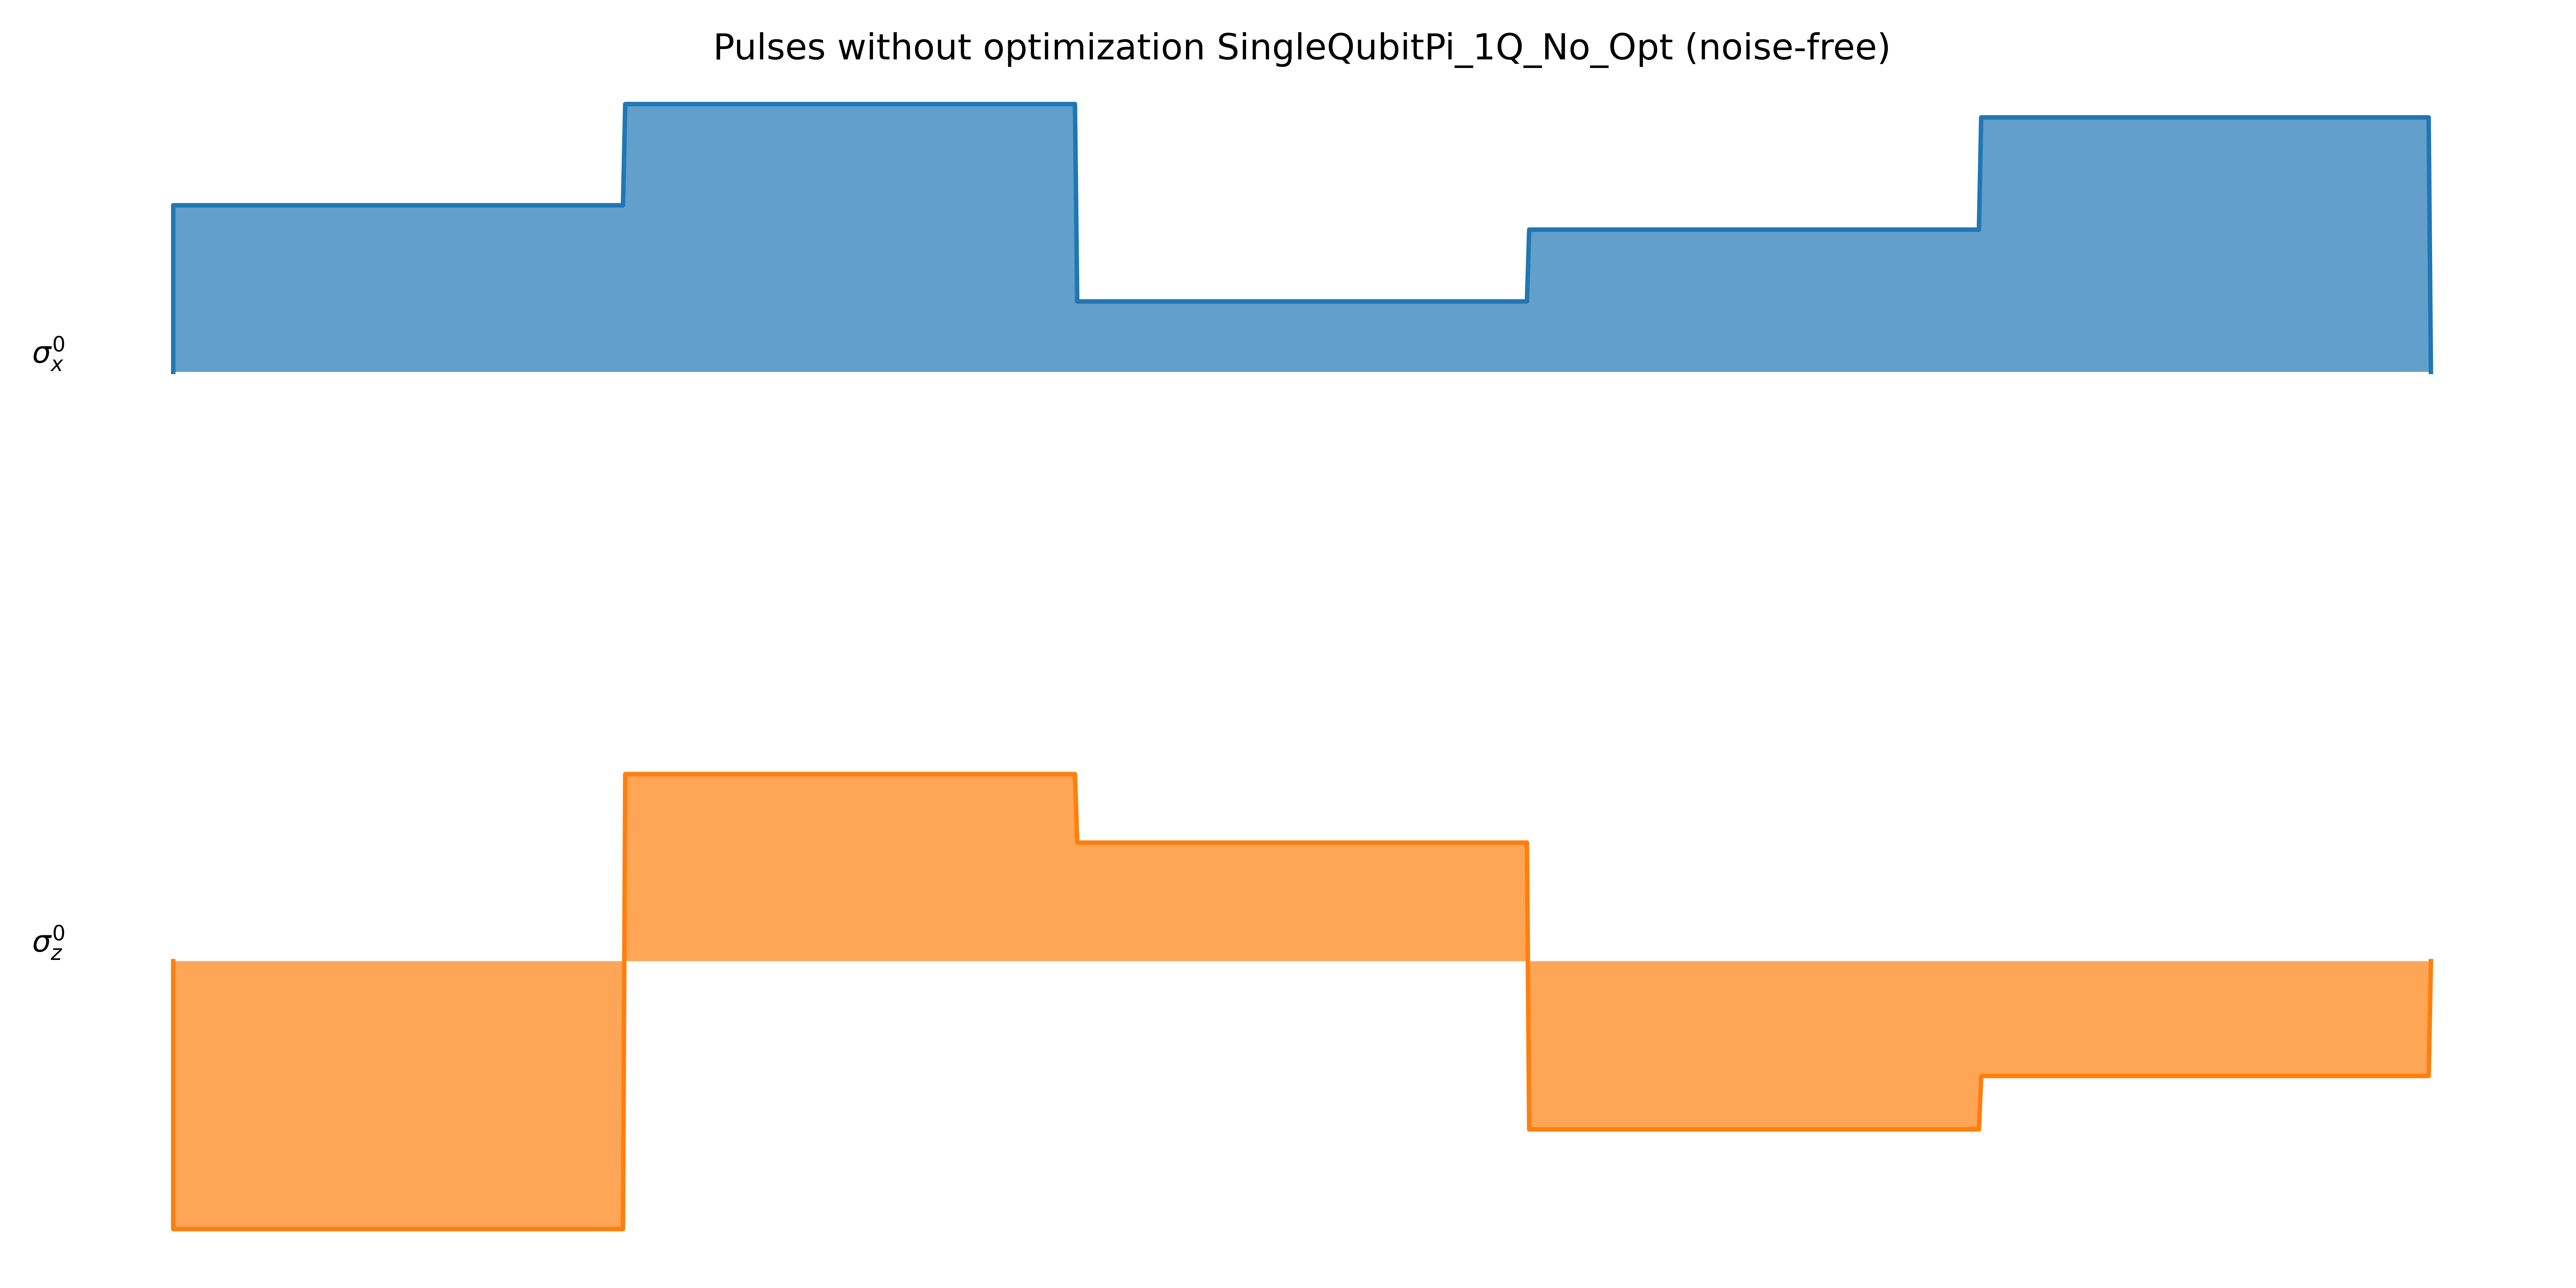 Pulses without optimization SingleQubitPi_1Q_No_Opt (noise-free)
σ_x^0
σ_z^0